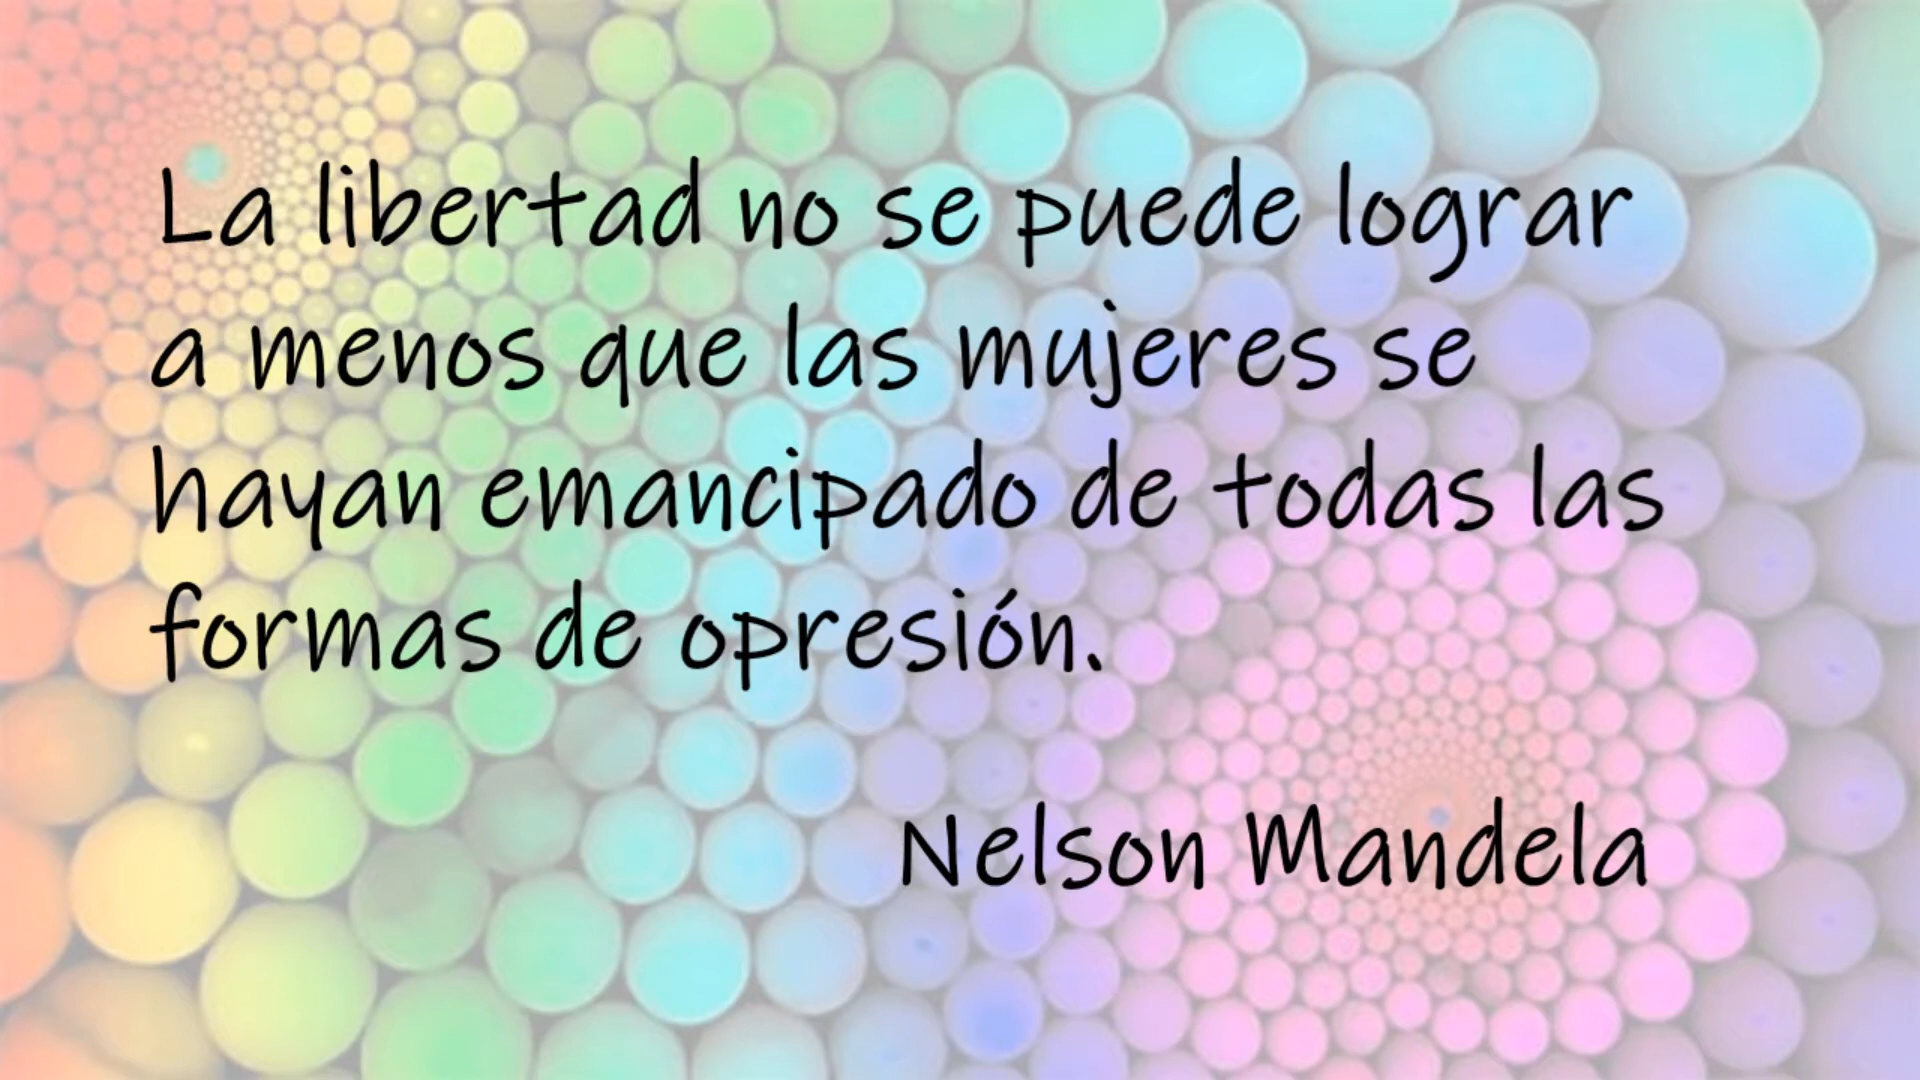 La libertad no se puede lograr
a menos que las mujeres se
hayan emancipado de todas las
formas de opresión.
Nelson Mandela